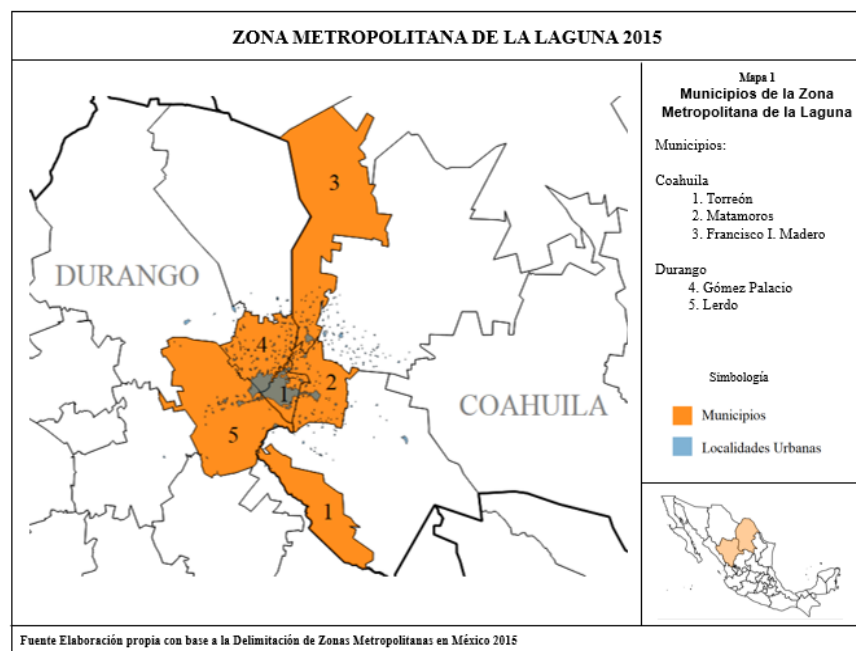 ZONA METROPOLITANA DE LA LAGUNA 2015
Mapa 1
Municipios de la Zona
Metropolitana de la Laguna
Municipios:
Coahuila
1. Torreón
2. Matamoros
3. Francisco I. Madero
Durango
4. Gómez Palacio
5. Lerdo
3
DURANGO
4
1
2
COAHUILA
5
1
Simbología
Municipios
Localidades Urbanas
Fuente Elaboración propia con base a la Delimitación de Zonas Metropolitanas en México 2015